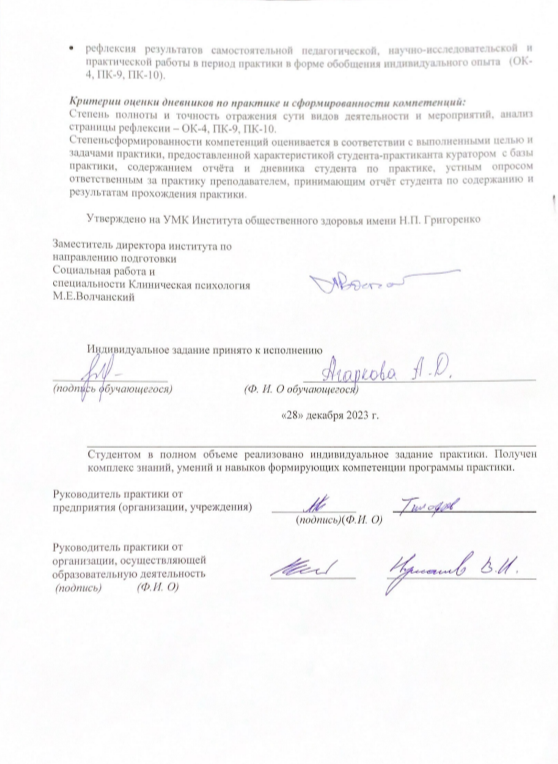 • рефлексия результатов самостоятельной педагогической, научно-исследовательской и
практической работы в период практики в форме обобщения индивидуального опыта (ОК-
4, ПК-9, ПК-10).
Критерии оценки дневников по практике и сформированности компетенций:
Степень полноты и точность отражения сути видов деятельности и мероприятий, анализ
страницы рефлексии – ОК-4, ПК-9, ПК-10.
Степеньсформированности компетенций оценивается в соответствии с выполненными целью и
задачами практики, предоставленной характеристикой студента-практиканта куратором с базы
практики, содержанием отчёта и дневника студента по практике, устным опросом
ответственным за практику преподавателем, принимающим отчёт студента по содержанию и
результатам прохождения практики.
Утверждено на УМК Института общественного здоровья имени Н.П. Григоренко
Заместитель директора института по
направлению подготовки
Социальная работа и
специальности Клиническая психология
М.Е.Волчанский
Индивидуальное задание принято к исполнению
Агаркова А.Д.
(подпись обучающегося) (Ф. И. О обучающегося)
«28» декабря 2023 г.
Студентом в полном объеме реализовано индивидуальное задание практики. Получен
комплекс знаний, умений и навыков формирующих компетенции программы практики.
Руководитель практики от
предприятия (организации, учреждения)
(подпись)(Ф.И. О)
Руководитель практики от
организации, осуществляющей
образовательную деятельность В.И.
(подпись) (Ф.И. О)